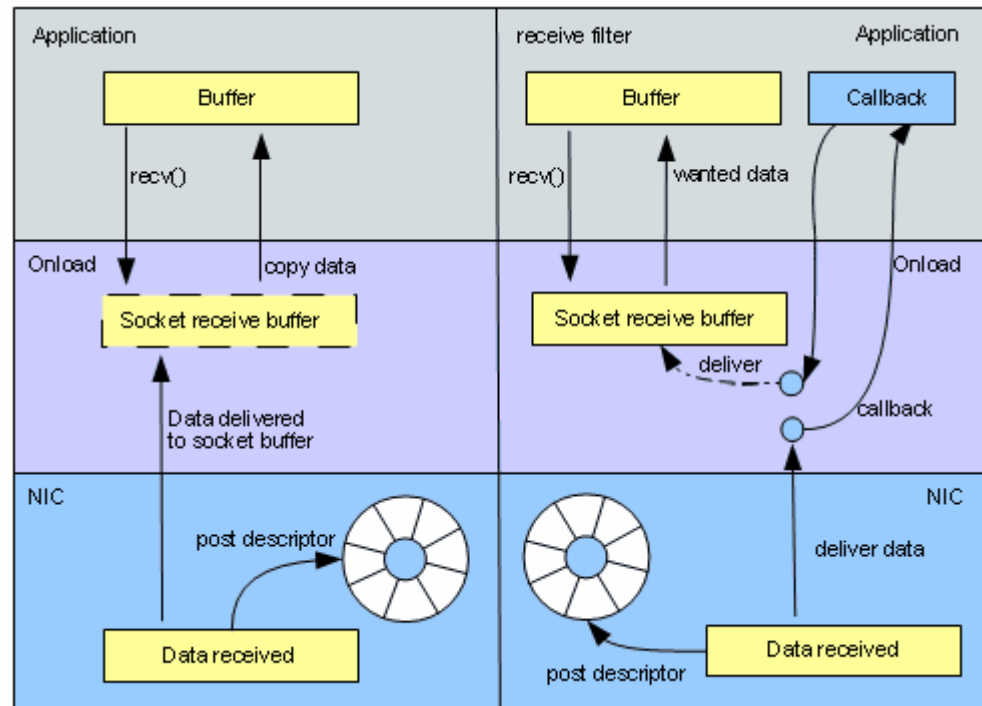 Application
Buffer
recv()
Onload
copy data
Socket receive buffer
Data delivered
to socket buffer
NIC
post descriptor
Data received
receive filter
Application
Buffer
Callback
recv()
wanted data
Onload
Socket receive buffer
deliver
callback
NIC
deliver data
post descriptor
Data received